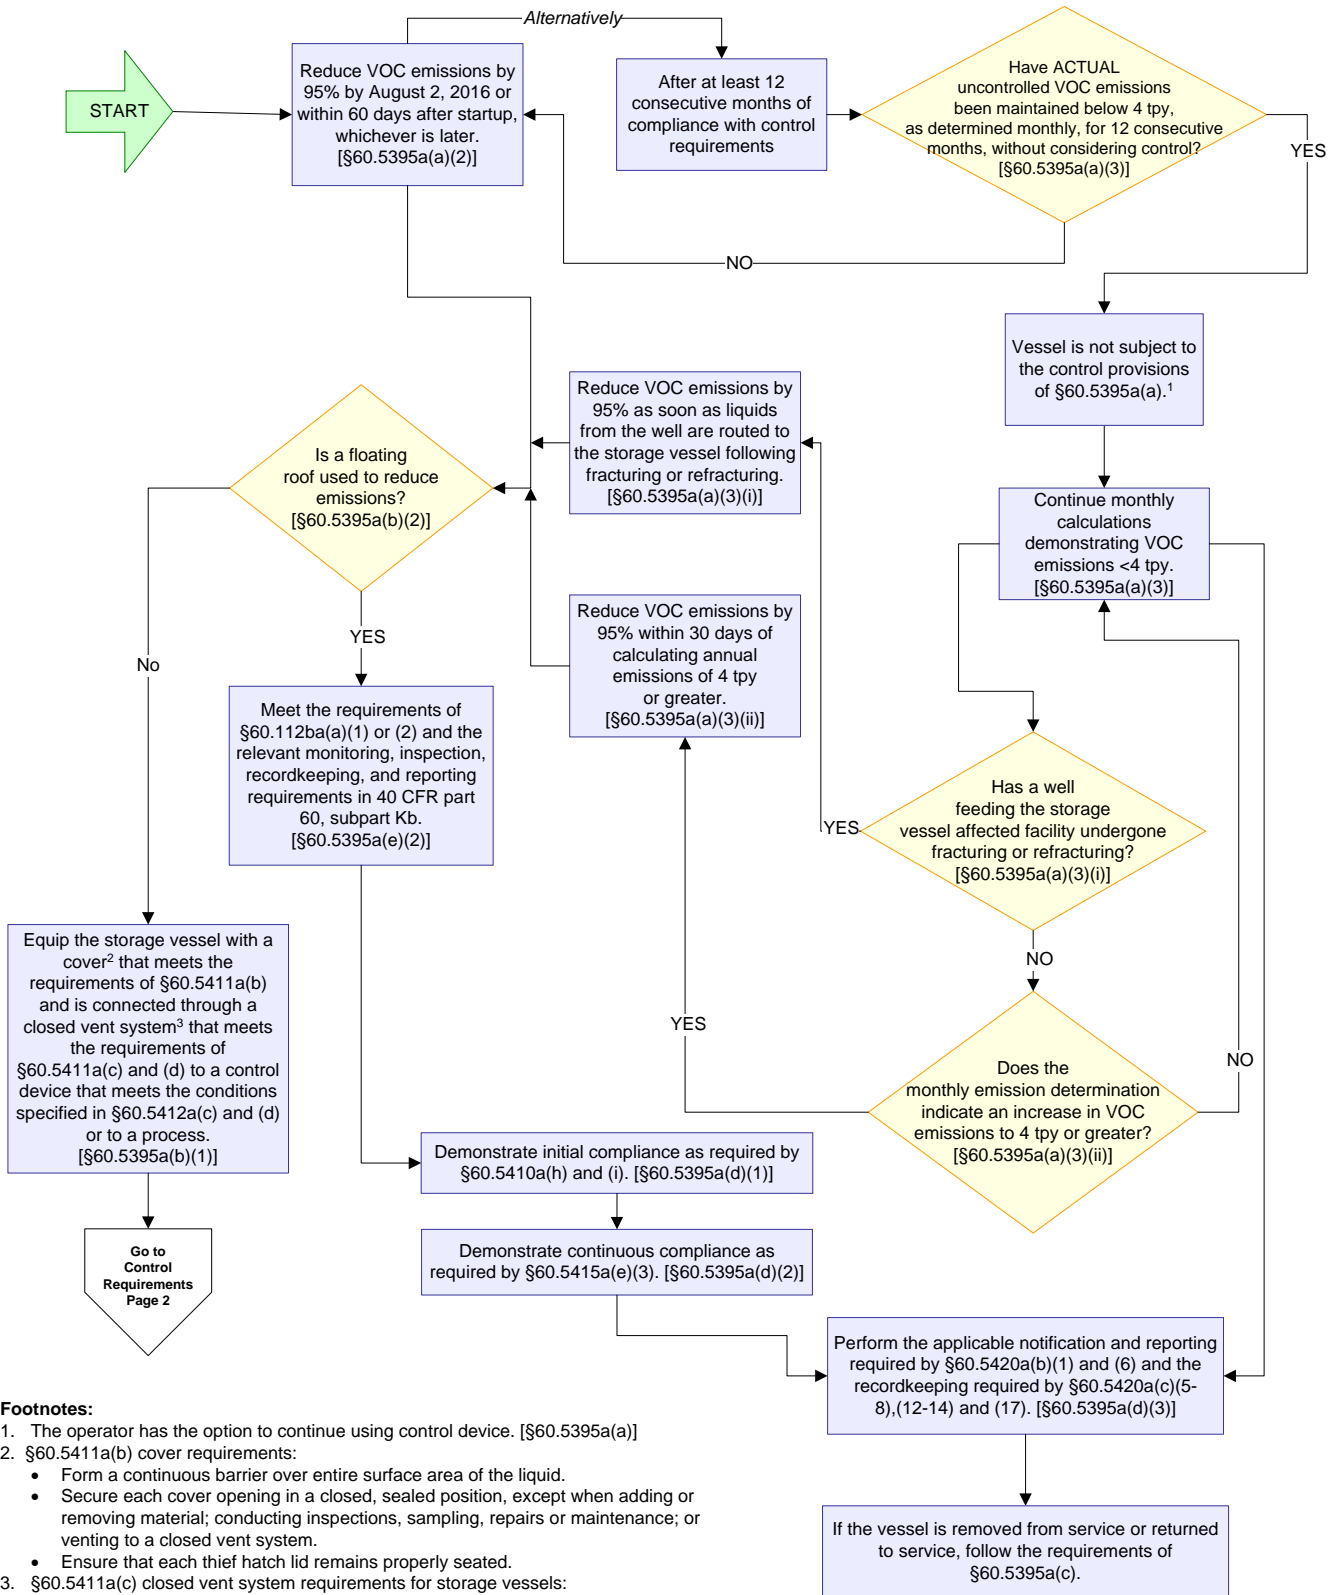 Alternatively
START
Reduce VOC emissions by
95% by August 2, 2016 or
within 60 days after startup,
whichever is later.
[§60.5395a(a)(2)]
After at least 12
consecutive months of
compliance with control
requirements
Have ACTUAL
uncontrolled VOC emissions
been maintained below 4 tpy,
as determined monthly, for 12 consecutive
months, without considering control?
[§60.5395a(a)(3)]
YES
NO
Vessel is not subject to
the control provisions
of §60.5395a(a).1
Reduce VOC emissions by
95% as soon as liquids
from the well are routed to
the storage vessel following
fracturing or refracturing.
[§60.5395a(a)(3)(i)]
Is a floating
roof used to reduce
emissions?
[§60.5395a(b)(2)]
Continue monthly
calculations
demonstrating VOC
emissions <4 tpy.
[§60.5395a(a)(3)]
Reduce VOC emissions by
95% within 30 days of
calculating annual
emissions of 4 tpy
or greater.
[§60.5395a(a)(3)(ii)]
YES
No
Meet the requirements of
§60.112ba(a)(1) or (2) and the
relevant monitoring, inspection,
recordkeeping, and reporting
requirements in 40 CFR part
60, subpart Kb.
[§60.5395a(e)(2)]
Has a well
feeding the storage
vessel affected facility undergone
fracturing or refracturing?
[§60.5395a(a)(3)(i)]
YES
NO
Equip the storage vessel with a
cover2 that meets the
requirements of §60.5411a(b)
and is connected through a
closed vent system3 that meets
the requirements of
§60.5411a(c) and (d) to a control
device that meets the conditions
specified in §60.5412a(c) and (d)
or to a process.
[§60.5395a(b)(1)]
YES
NO
Does the
monthly emission determination
indicate an increase in VOC
emissions to 4 tpy or greater?
[§60.5395a(a)(3)(ii)]
Demonstrate initial compliance as required by
§60.5410a(h) and (i). [§60.5395a(d)(1)]
Go to
Control
Requirements
Page 2
Demonstrate continuous compliance as
required by §60.5415a(e)(3). [§60.5395a(d)(2)]
Perform the applicable notification and reporting
required by §60.5420a(b)(1) and (6) and the
recordkeeping required by §60.5420a(c)(5-
8),(12-14) and (17). [§60.5395a(d)(3)]
Footnotes:
1. The operator has the option to continue using control device. [§60.5395a(a)]
2. §60.5411a(b) cover requirements:
• Form a continuous barrier over entire surface area of the liquid.
• Secure each cover opening in a closed, sealed position, except when adding or
removing material; conducting inspections, sampling, repairs or maintenance; or
venting to a closed vent system.
• Ensure that each thief hatch lid remains properly seated.
3. §60.5411a(c) closed vent system requirements for storage vessels:
If the vessel is removed from service or returned
to service, follow the requirements of
§60.5395a(c).